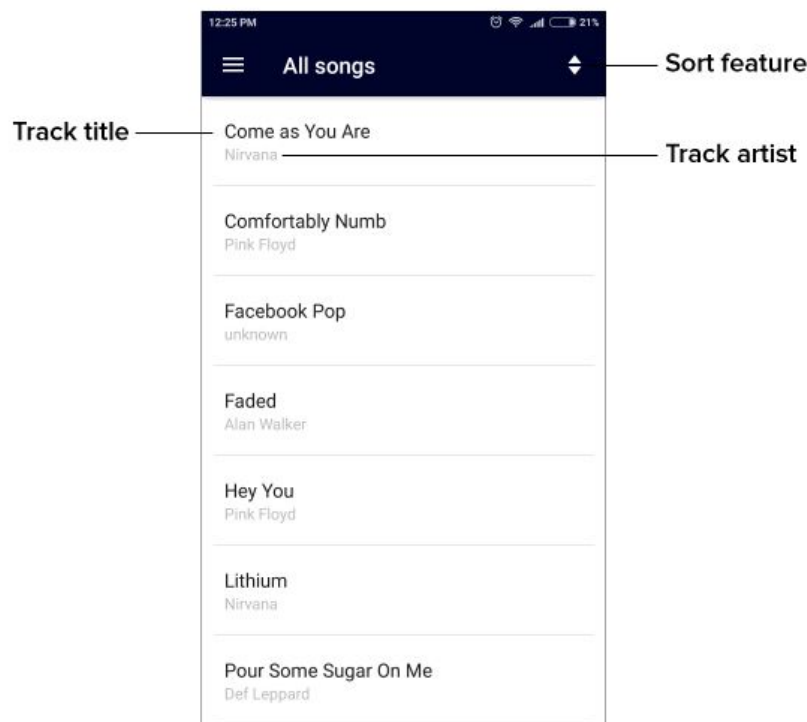 12:25 PM 21%
All songs
Sort feature
Track title
Come as You Are
Nirvana
Track artist
Comfortably Numb
Pink Floyd
Facebook Pop
unknown
Faded
Alan Walker
Hey You
Pink Floyd
Lithium
Nirvana
Pour Some Sugar On Me
Def Leppard